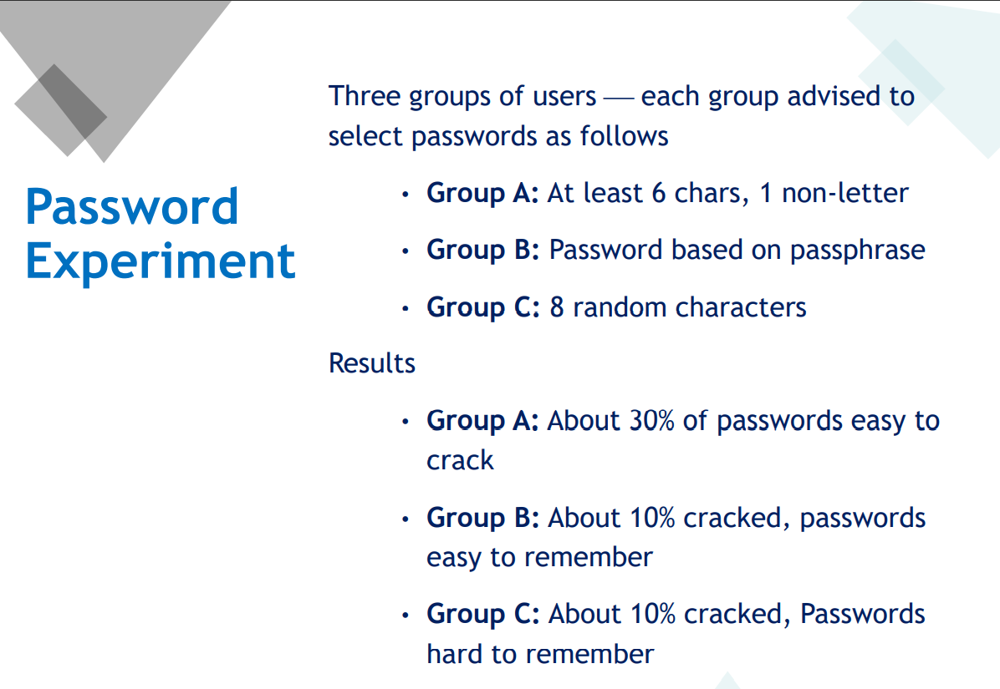 Password
Experiment
Three groups of users — each group advised to
select passwords as follows
• Group A: At least 6 chars, 1 non-letter
• Group B: Password based on passphrase
• Group C: 8 random characters
Results
• Group A: About 30% of passwords easy to
crack
• Group B: About 10% cracked, passwords
easy to remember
• Group C: About 10% cracked, Passwords
hard to remember